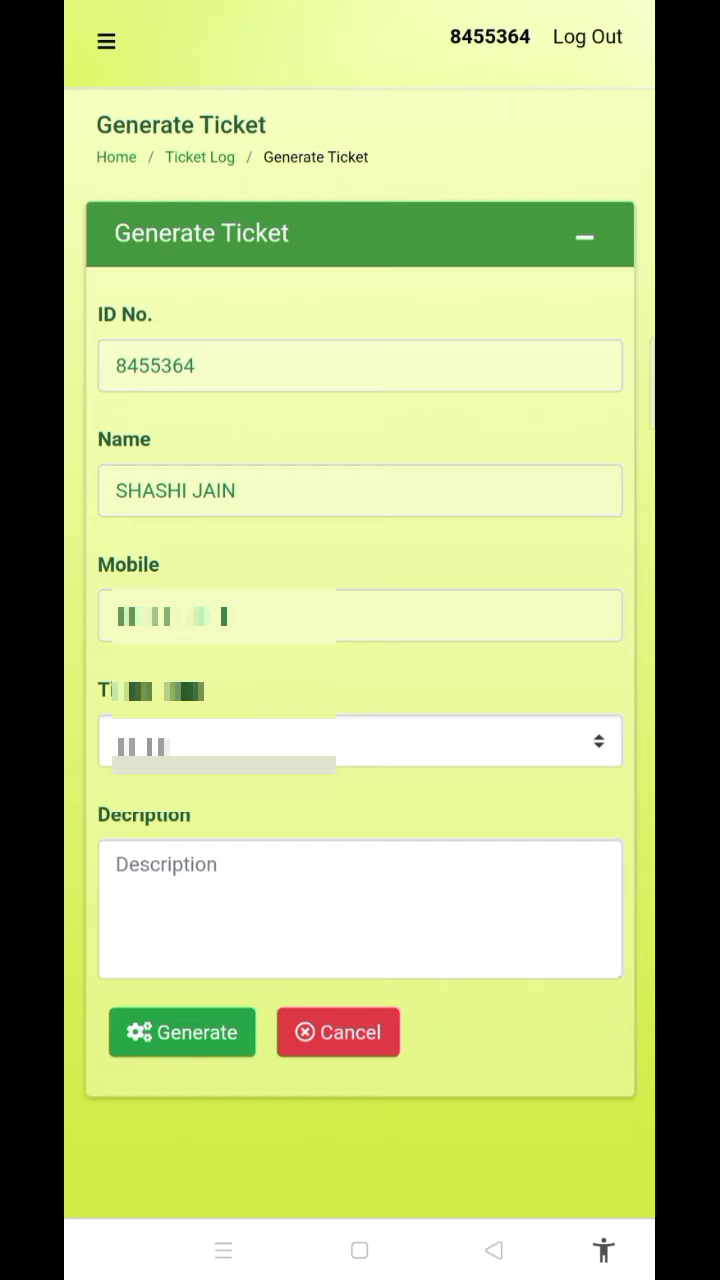 8455364 Log Out
Generate Ticket
Home / Ticket Log / Generate Ticket
Generate Ticket
ID No.
8455364
Name
SHASHI JAIN
Mobile
Decription
Description
Generate Cancel